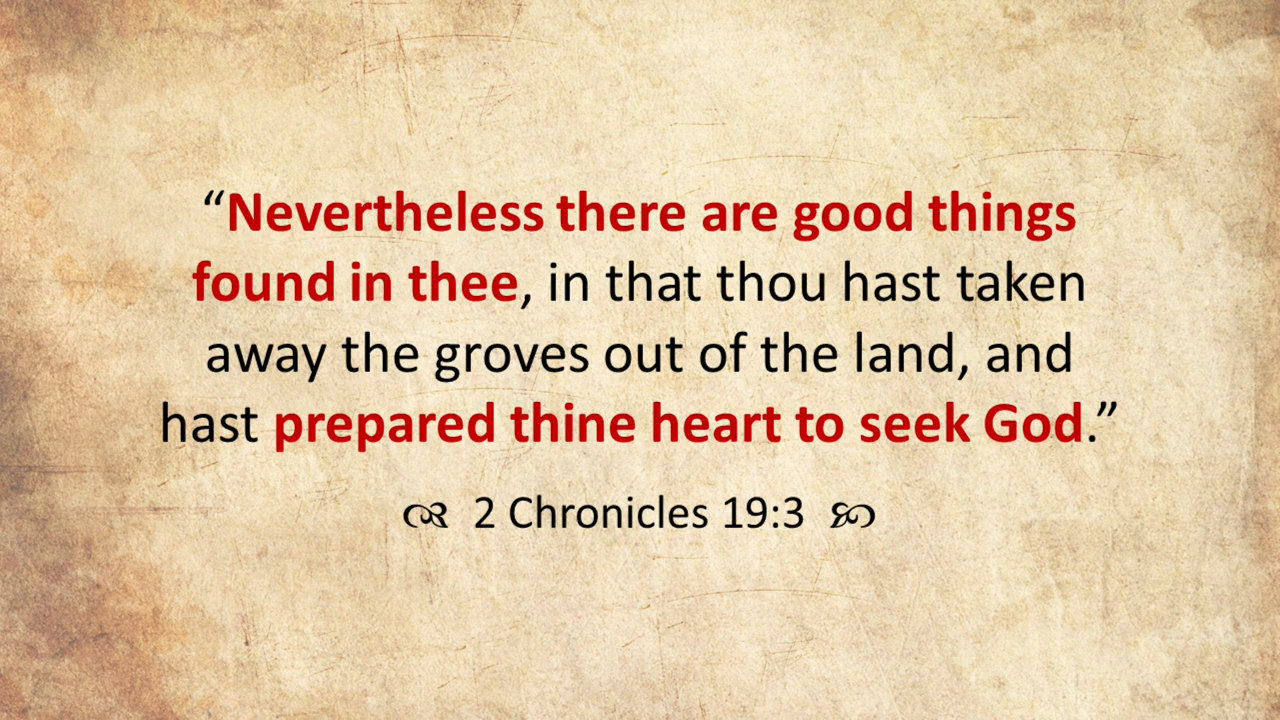 “Nevertheless there are good things
found in thee, in that thou hast taken
away the groves out of the land, and
hast prepared thine heart to seek God.”
2 Chronicles 19:3